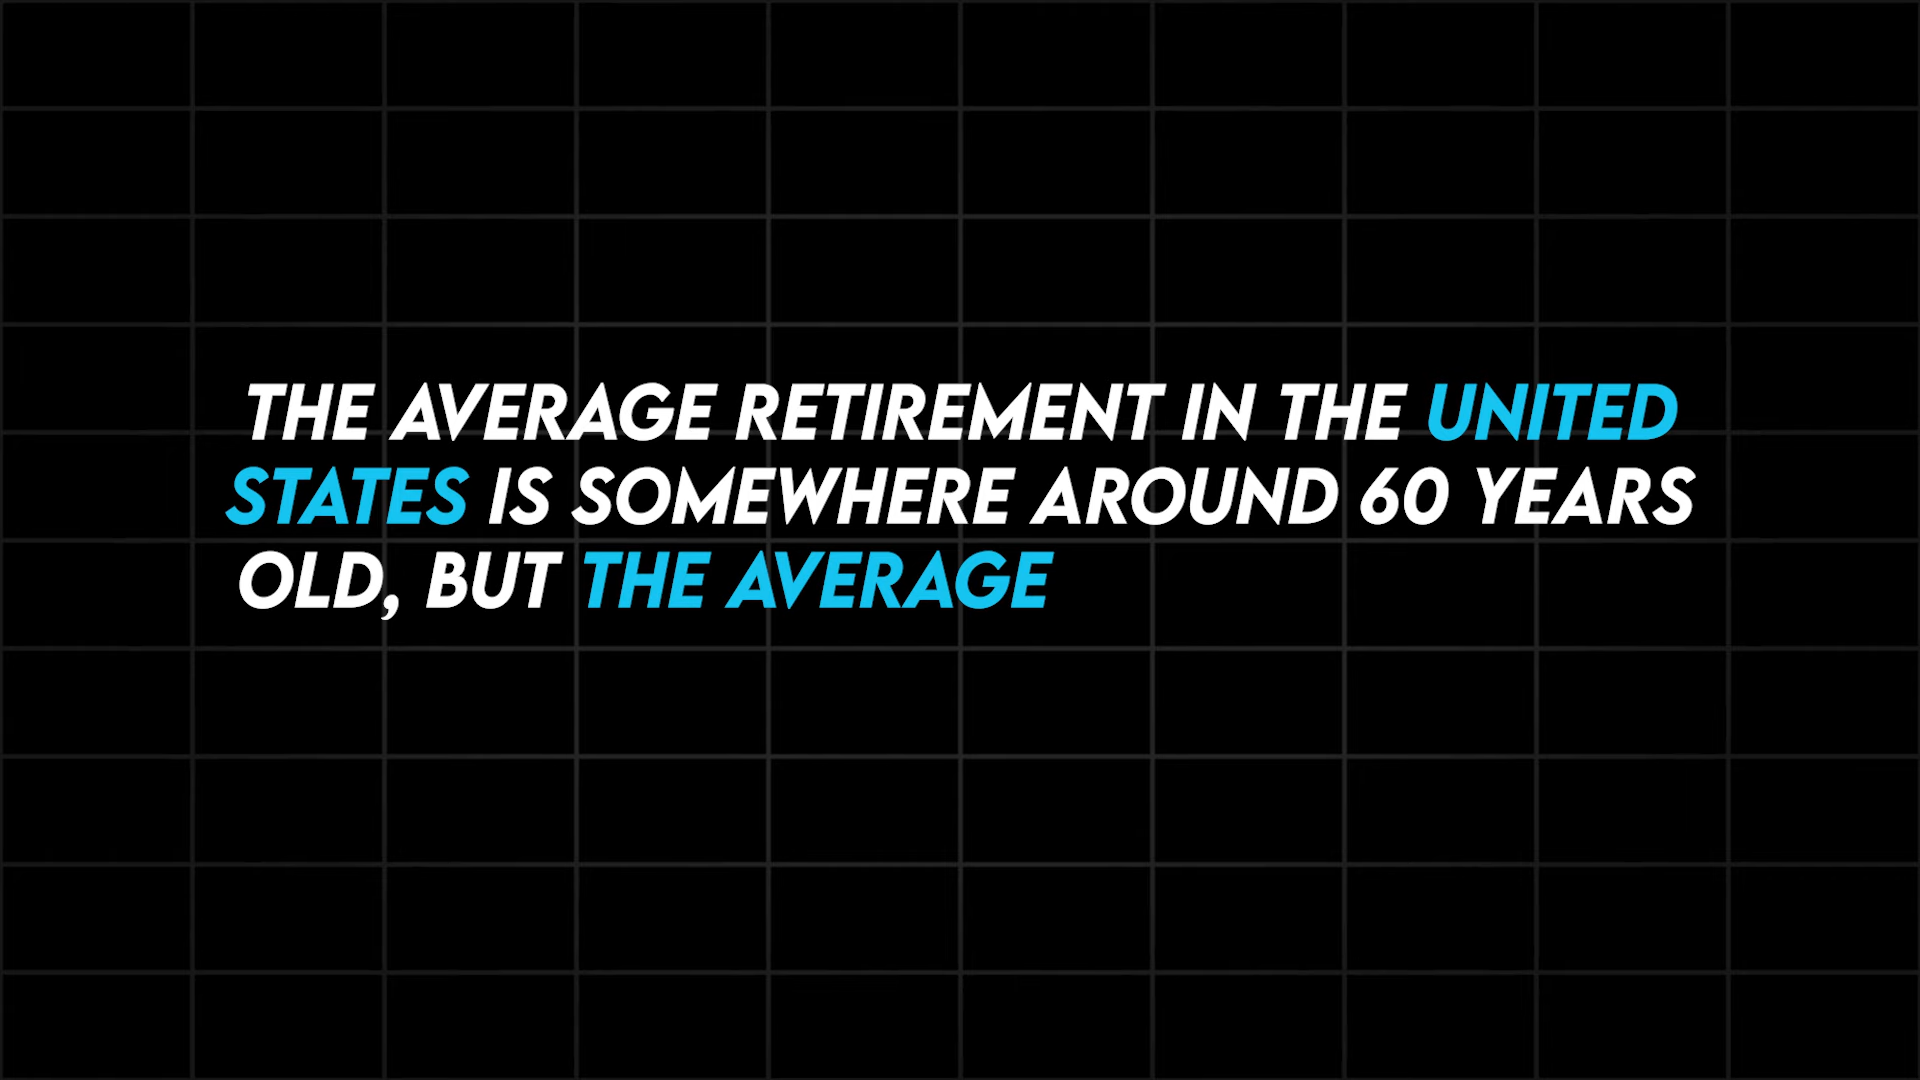 THE AVERAGE RETIREMENT IN THE UNITED
STATES IS SOMEWHERE AROUND 60 YEARS
OLD, BUT THE AVERAGE